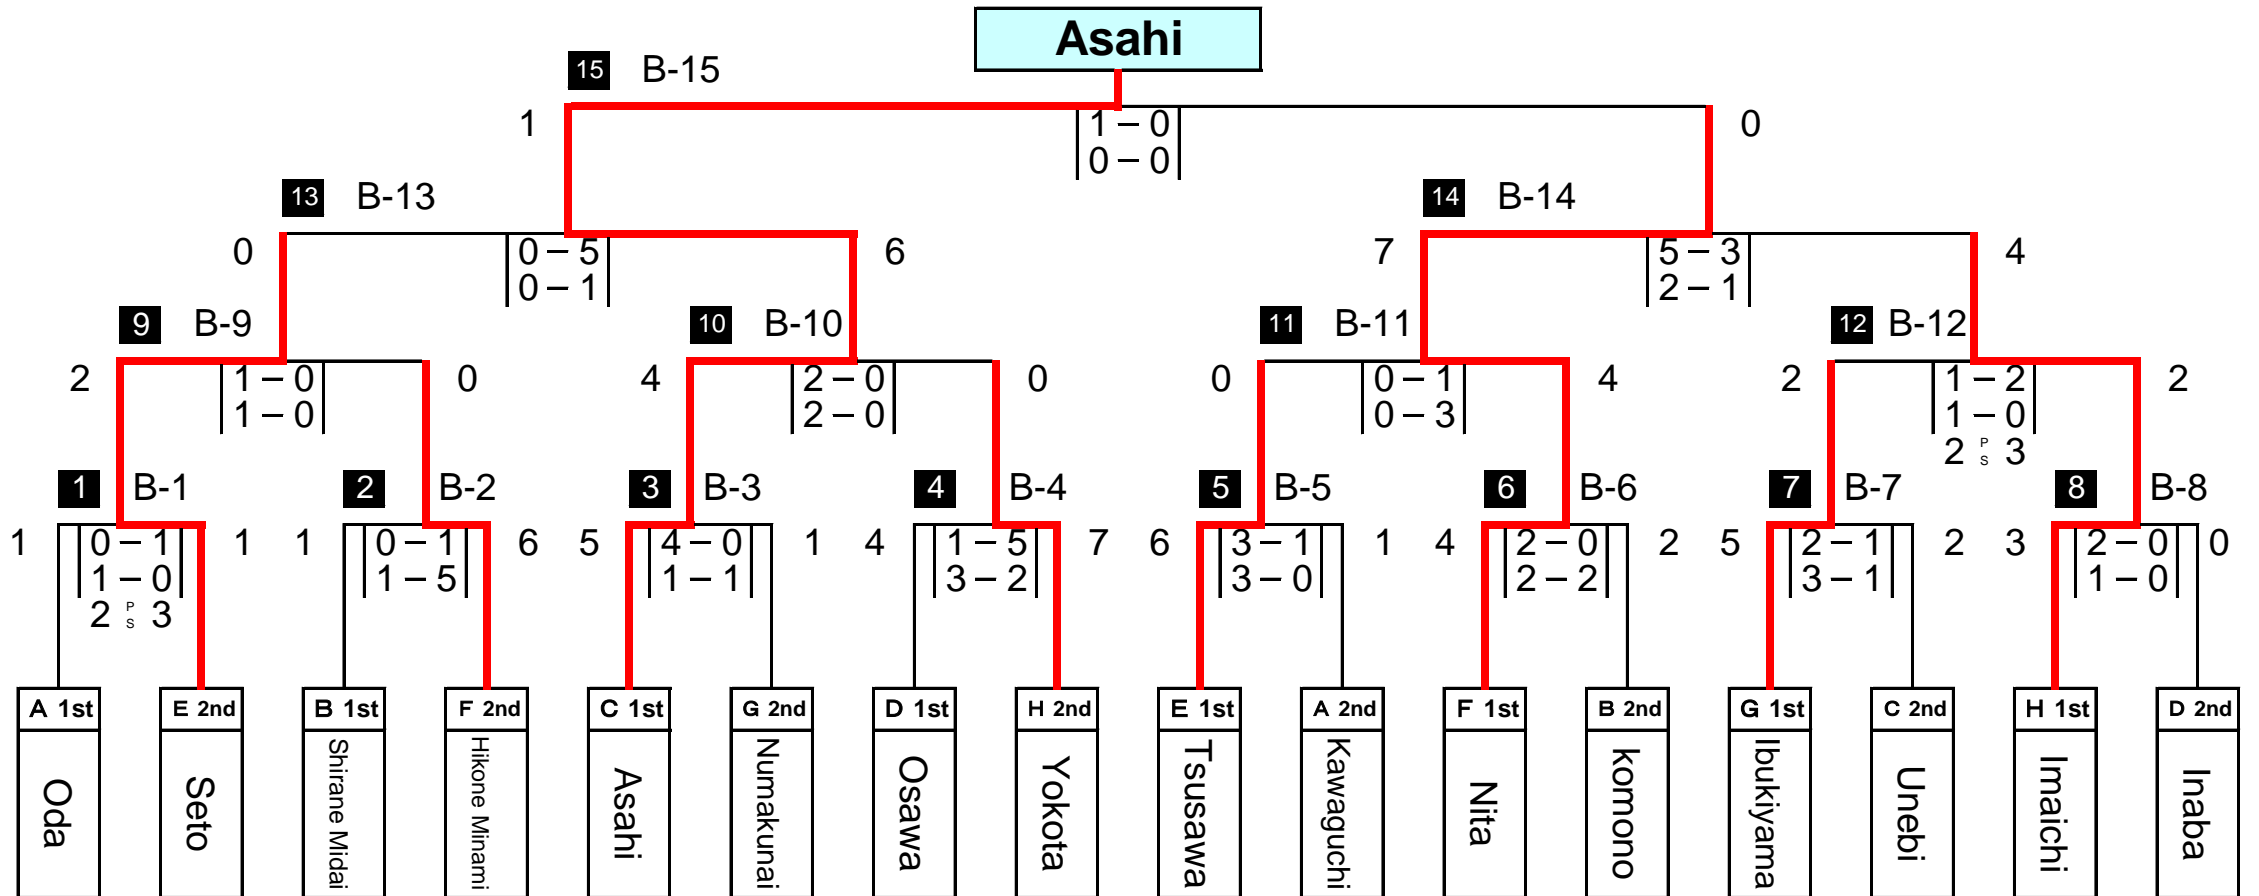 Asahi
15 B-15
1 1 – 0 0
0 – 0
13 B-13 14 B-14
0 0 – 5 6 7 5 – 3 4
0 – 1 2 – 1
9 B-9 10 B-10 11 B-11 12 B-12
2 1 – 0 0 4 2 – 0 0 0 0 – 1 4 2 1 – 2 2
1 – 0 2 – 0 0 – 3 1 – 0
2 PS 3
1 B-1 2 B-2 3 B-3 4 B-4 5 B-5 6 B-6 7 B-7 8 B-8
1 0 – 1 1 1 0 – 1 6 5 4 – 0 1 4 1 – 5 7 6 3 – 1 1 4 2 – 0 2 5 2 – 1 2 3 2 – 0 0
1 – 0 1 – 5 1 – 1 3 – 2 3 – 0 2 – 2 3 – 1 1 – 0
2 PS 3
A 1st E 2nd B 1st F 2nd C 1st G 2nd D 1st H 2nd E 1st A 2nd F 1st B 2nd G 1st C 2nd H 1st D 2nd
Oda
Seto
Shirane Midai
Hikone Minami
Asahi
Numakunai
Osawa
Yokota
Tsusawa
Kawaguchi
Nita
komono
Ibukiyama
Unebi
Imaichi
Inaba